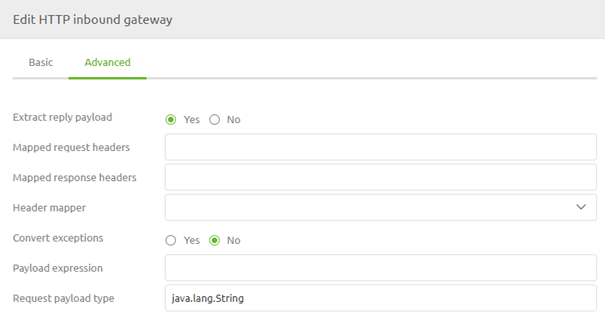 Edit HTTP inbound gateway
Basic Advanced
Extract reply payload Yes No
Mapped request headers
Mapped response headers
Header mapper
Convert exceptions Yes No
Payload expression
Request payload type java.lang.String